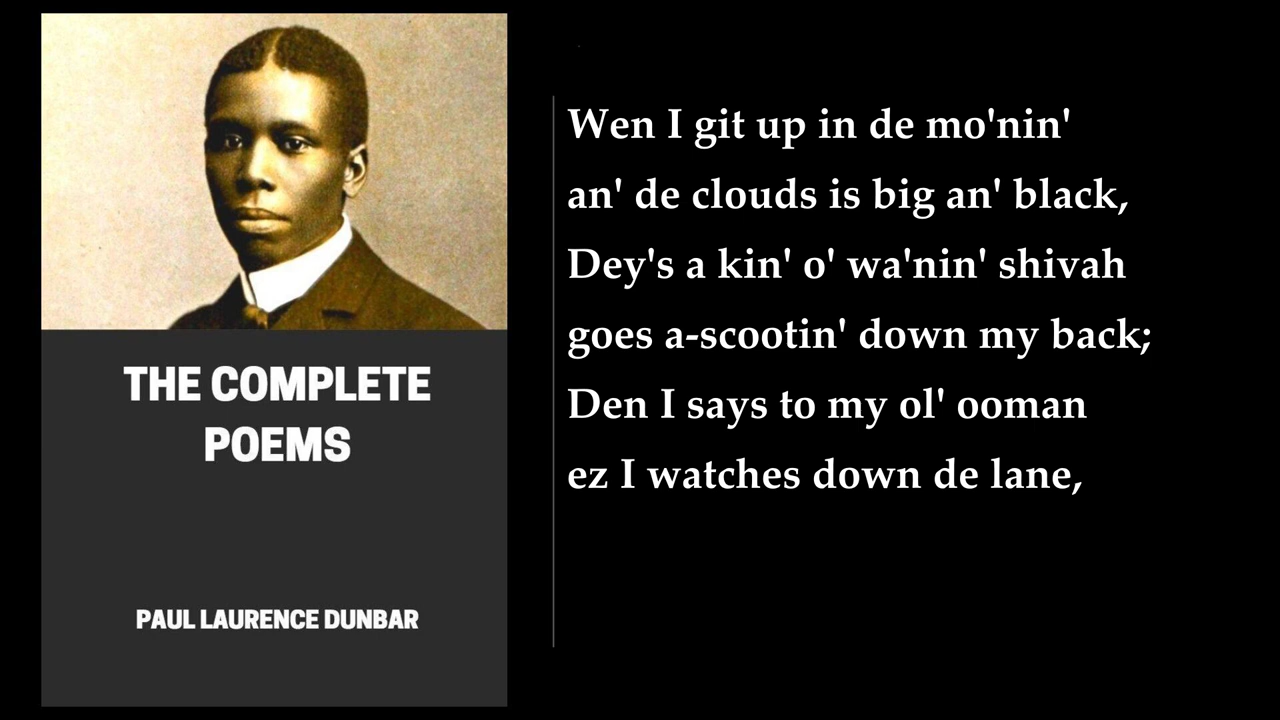 THE COMPLETE
POEMS
PAUL LAURENCE DUNBAR
Wen I git up in de mo'nin'
an' de clouds is big an' black,
Dey's a kin' o' wa'nin' shivah
goes a-scootin' down my back;
Den I says to my ol' ooman
ez I watches down de lane,